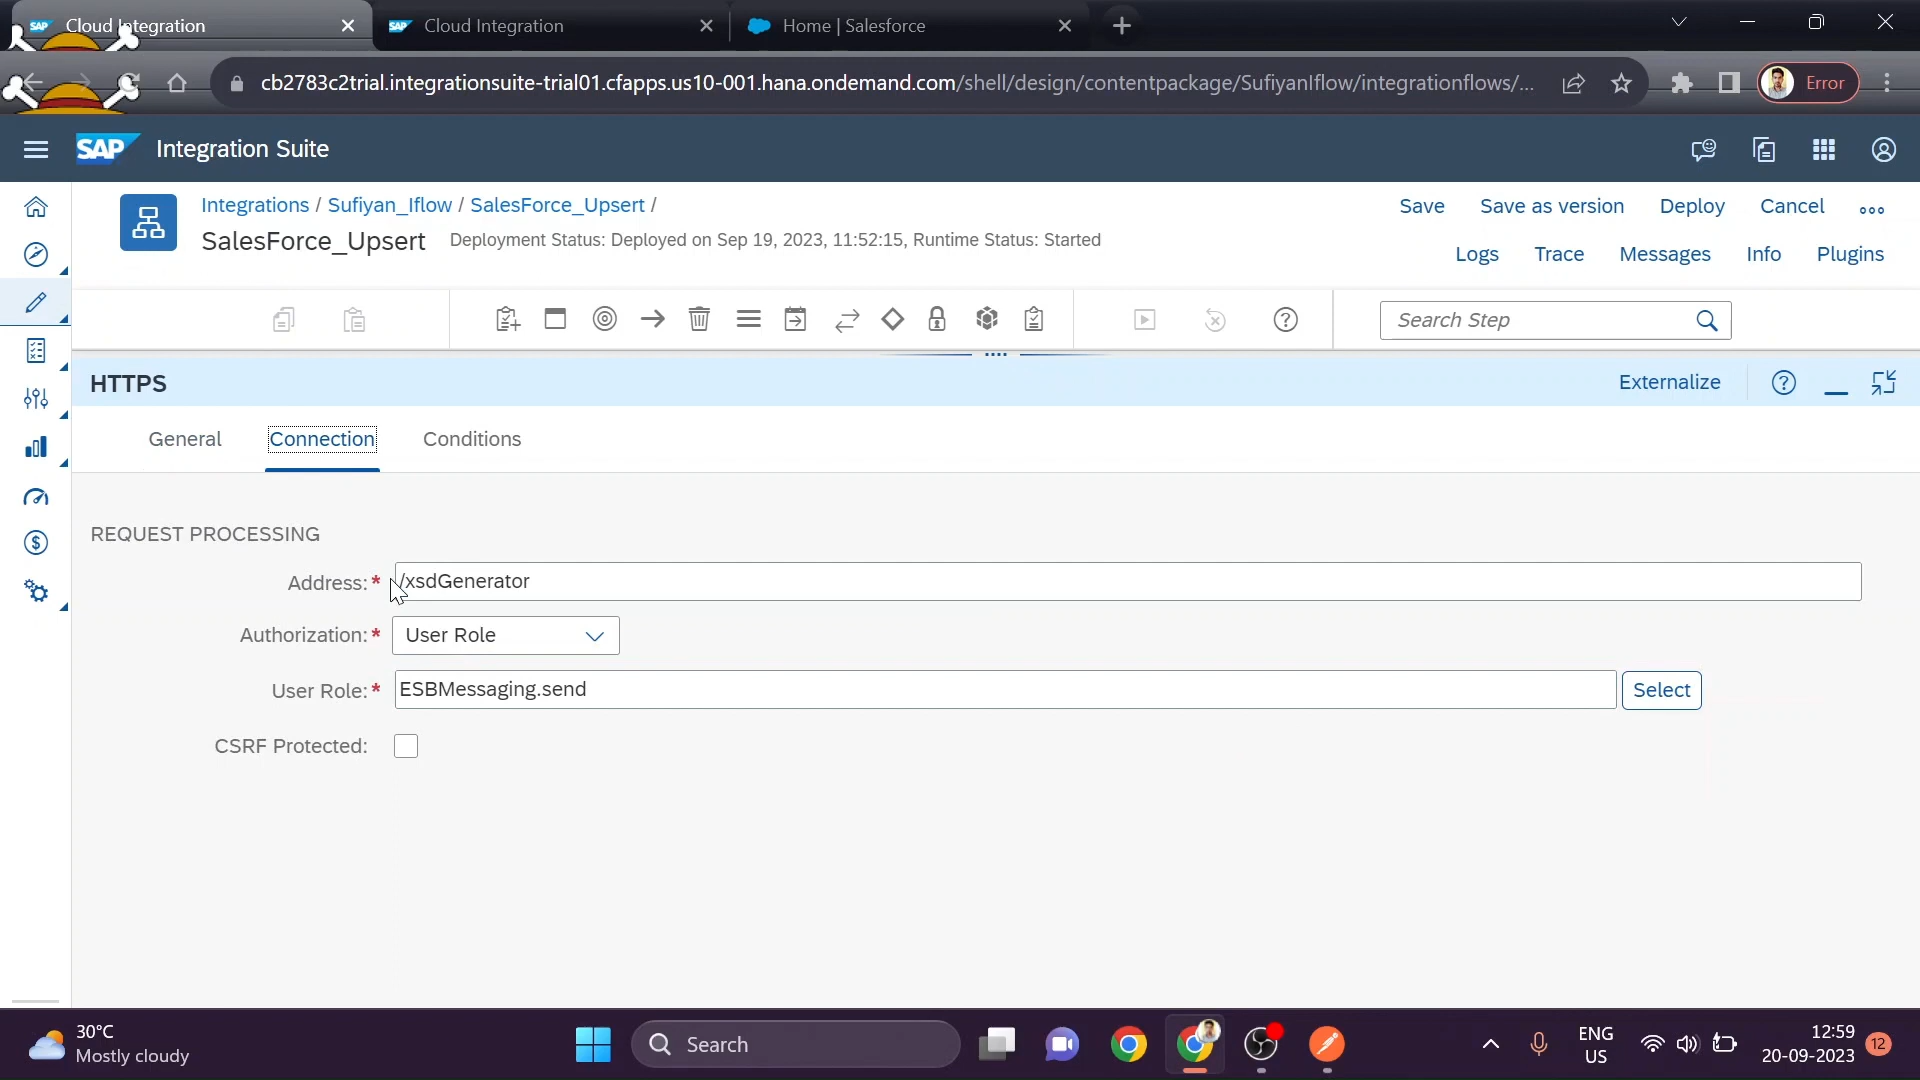 Cloud Integration
Cloud Integration
Home | Salesforce
cb2783c2trial.integrationsuite-trial01.cfapps.us10-001.hana.ondemand.com/shell/design/contentpackage/SufiyanIflow/integrationflows/...
Error
SAP Integration Suite
Integrations / Sufiyan_Iflow / SalesForce_Upsert /
Save Save as version Deploy Cancel
SalesForce_Upsert Deployment Status: Deployed on Sep 19, 2023, 11:52:15, Runtime Status: Started
Logs Trace Messages Info Plugins
Search Step
HTTPS
Externalize
General Connection Conditions
REQUEST PROCESSING
Address:* /xsdGenerator
Authorization:* User Role
User Role:* ESBMessaging.send Select
CSRF Protected:
30°C
Mostly cloudy
Search
ENG
US
12:59
20-09-2023
12